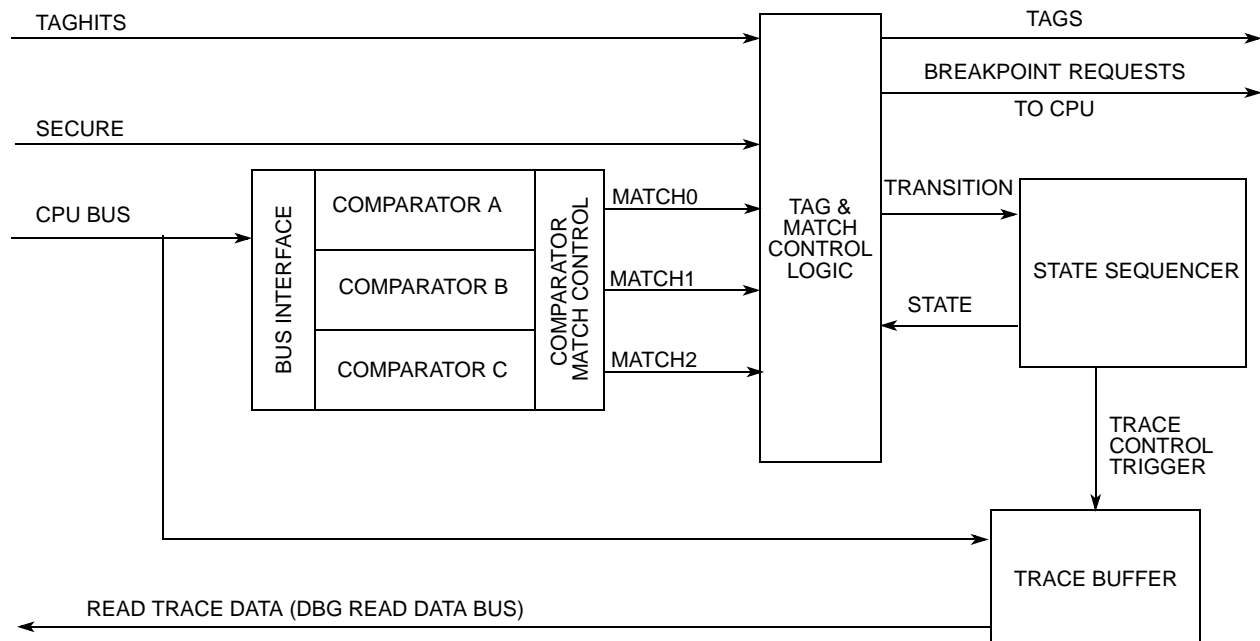 TAGHITS
TAGS
BREAKPOINT REQUESTS
TO CPU
SECURE
CPU BUS
BUS INTERFACE
COMPARATOR A
COMPARATOR B
COMPARATOR C
COMPARATOR
MATCH CONTROL
MATCH0
MATCH1
MATCH2
TAG &
MATCH
CONTROL
LOGIC
TRANSITION
STATE
STATE SEQUENCER
TRACE
CONTROL
TRIGGER
TRACE BUFFER
READ TRACE DATA (DBG READ DATA BUS)